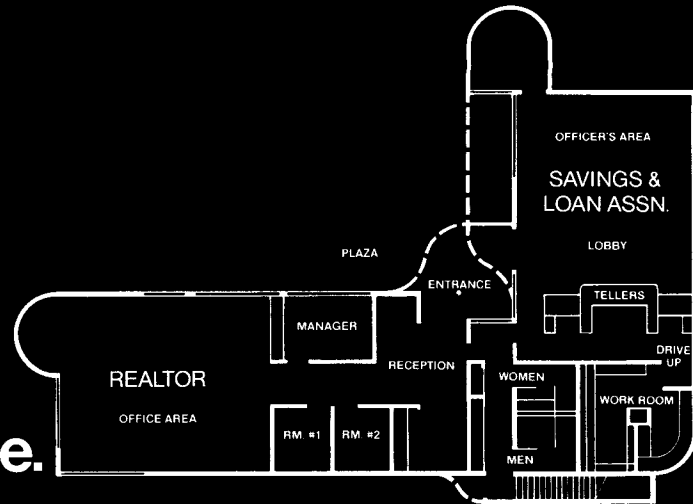 OFFICER'S AREA
SAVINGS &
LOAN ASSN.
LOBBY
PLAZA
ENTRANCE
TELLERS
MANAGER
DRIVE
UP
RECEPTION
REALTOR
WOMEN
OFFICE AREA
WORK ROOM
RM. #1
RM. #2
MEN
e.